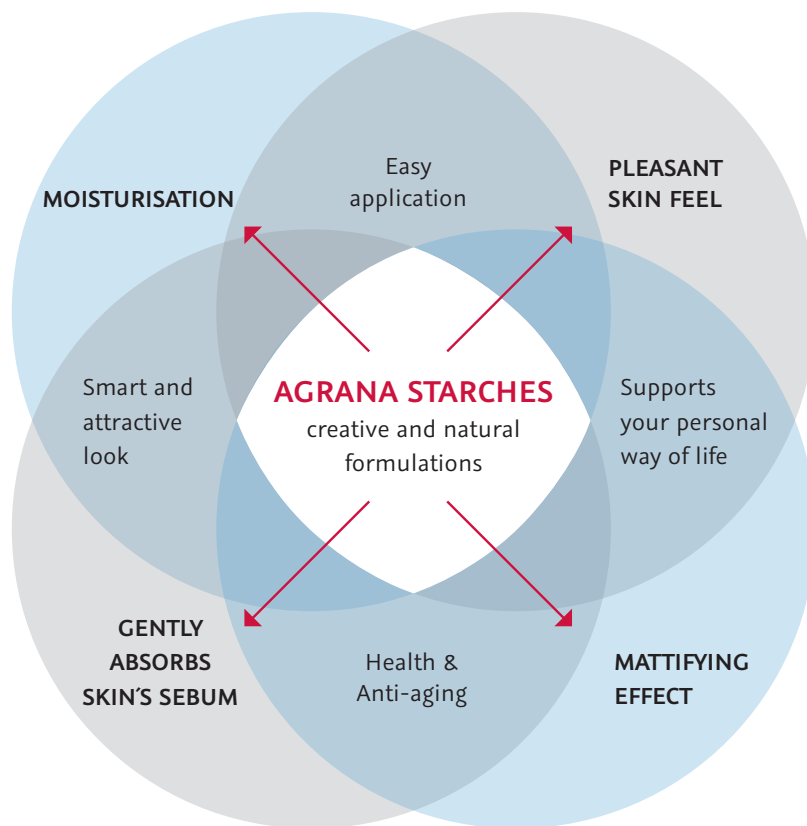 Easy
application
MOISTURISATION
PLEASANT
SKIN FEEL
Smart and
attractive
look
AGRANA STARCHES
creative and natural
formulations
Supports
your personal
way of life
GENTLY
ABSORBS
SKIN´S SEBUM
Health &
Anti-aging
MATTIFYING
EFFECT